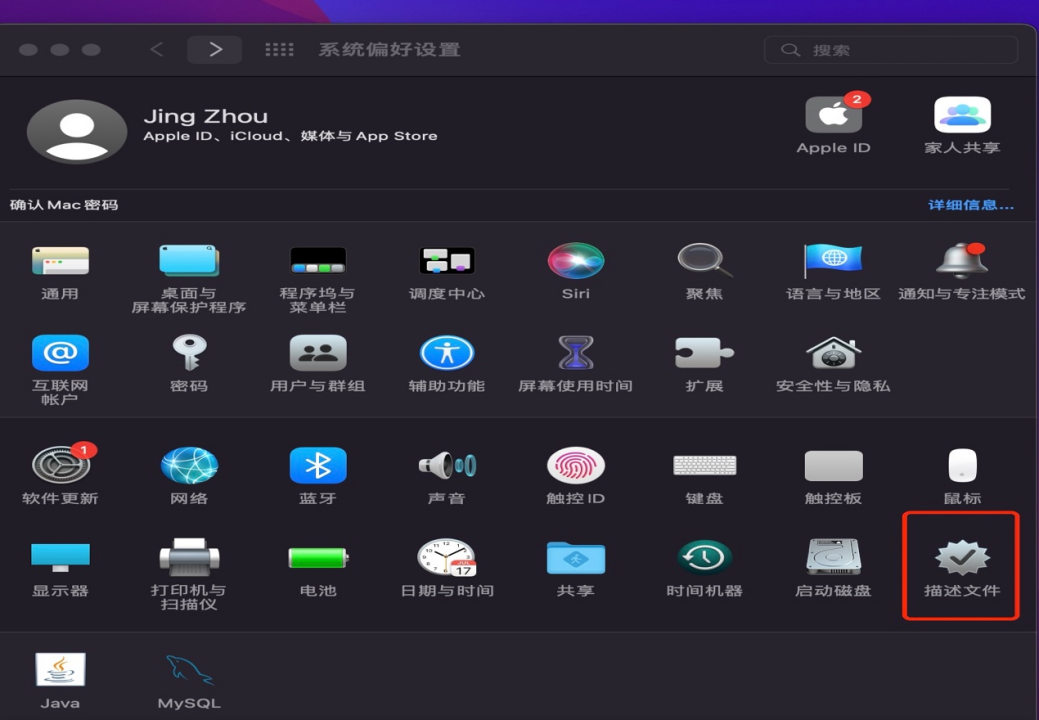 系统偏好设置
搜索
Jing Zhou
Apple ID、iCloud、媒体与 App Store
2
Apple ID
家人共享
确认 Mac 密码
详细信息...
通用
桌面与
屏幕保护程序
程序坞与
菜单栏
调度中心
Siri
聚焦
语言与地区
通知与专注模式
互联网
帐户
密码
用户与群组
辅助功能
屏幕使用时间
扩展
安全性与隐私
1
软件更新
网络
蓝牙
声音
触控 ID
键盘
触控板
鼠标
显示器
打印机与
扫描仪
电池
JUL
17
日期与时间
共享
时间机器
启动磁盘
描述文件
Java
MySQL